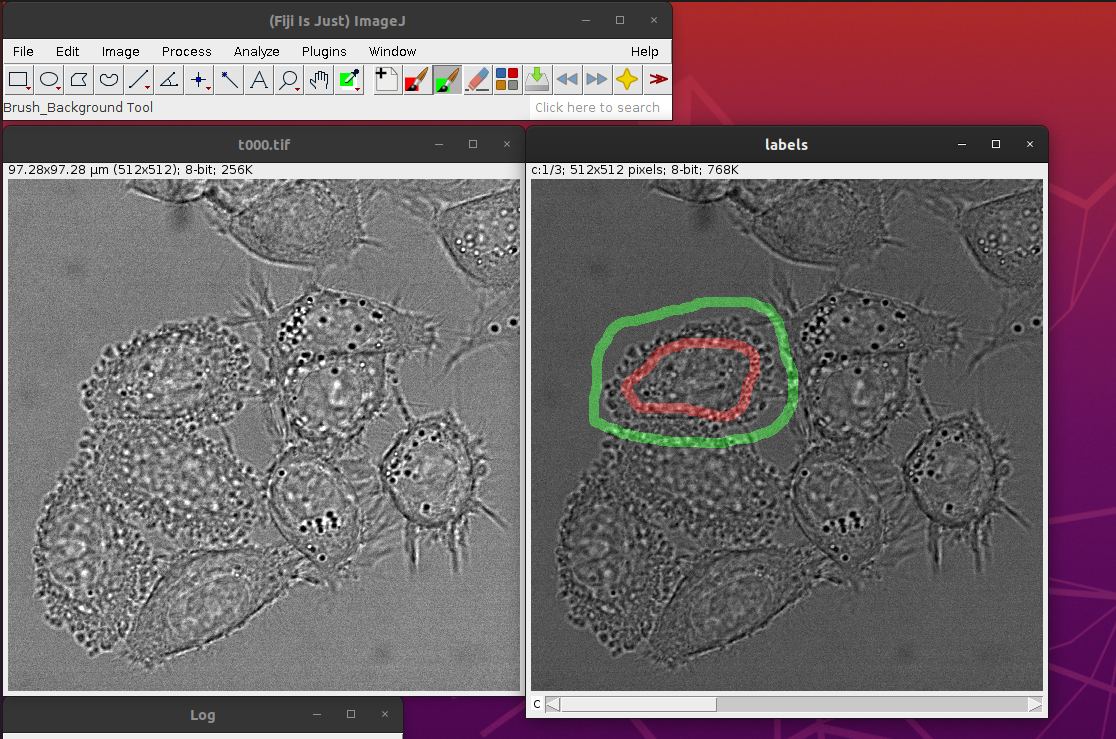 (Fiji Is Just) ImageJ
File Edit Image Process Analyze Plugins Window Help
Brush_Background Tool Click here to search
t000.tif
97.28x97.28 µm (512x512); 8-bit; 256K
labels
c:1/3; 512x512 pixels; 8-bit; 768K
C
Log